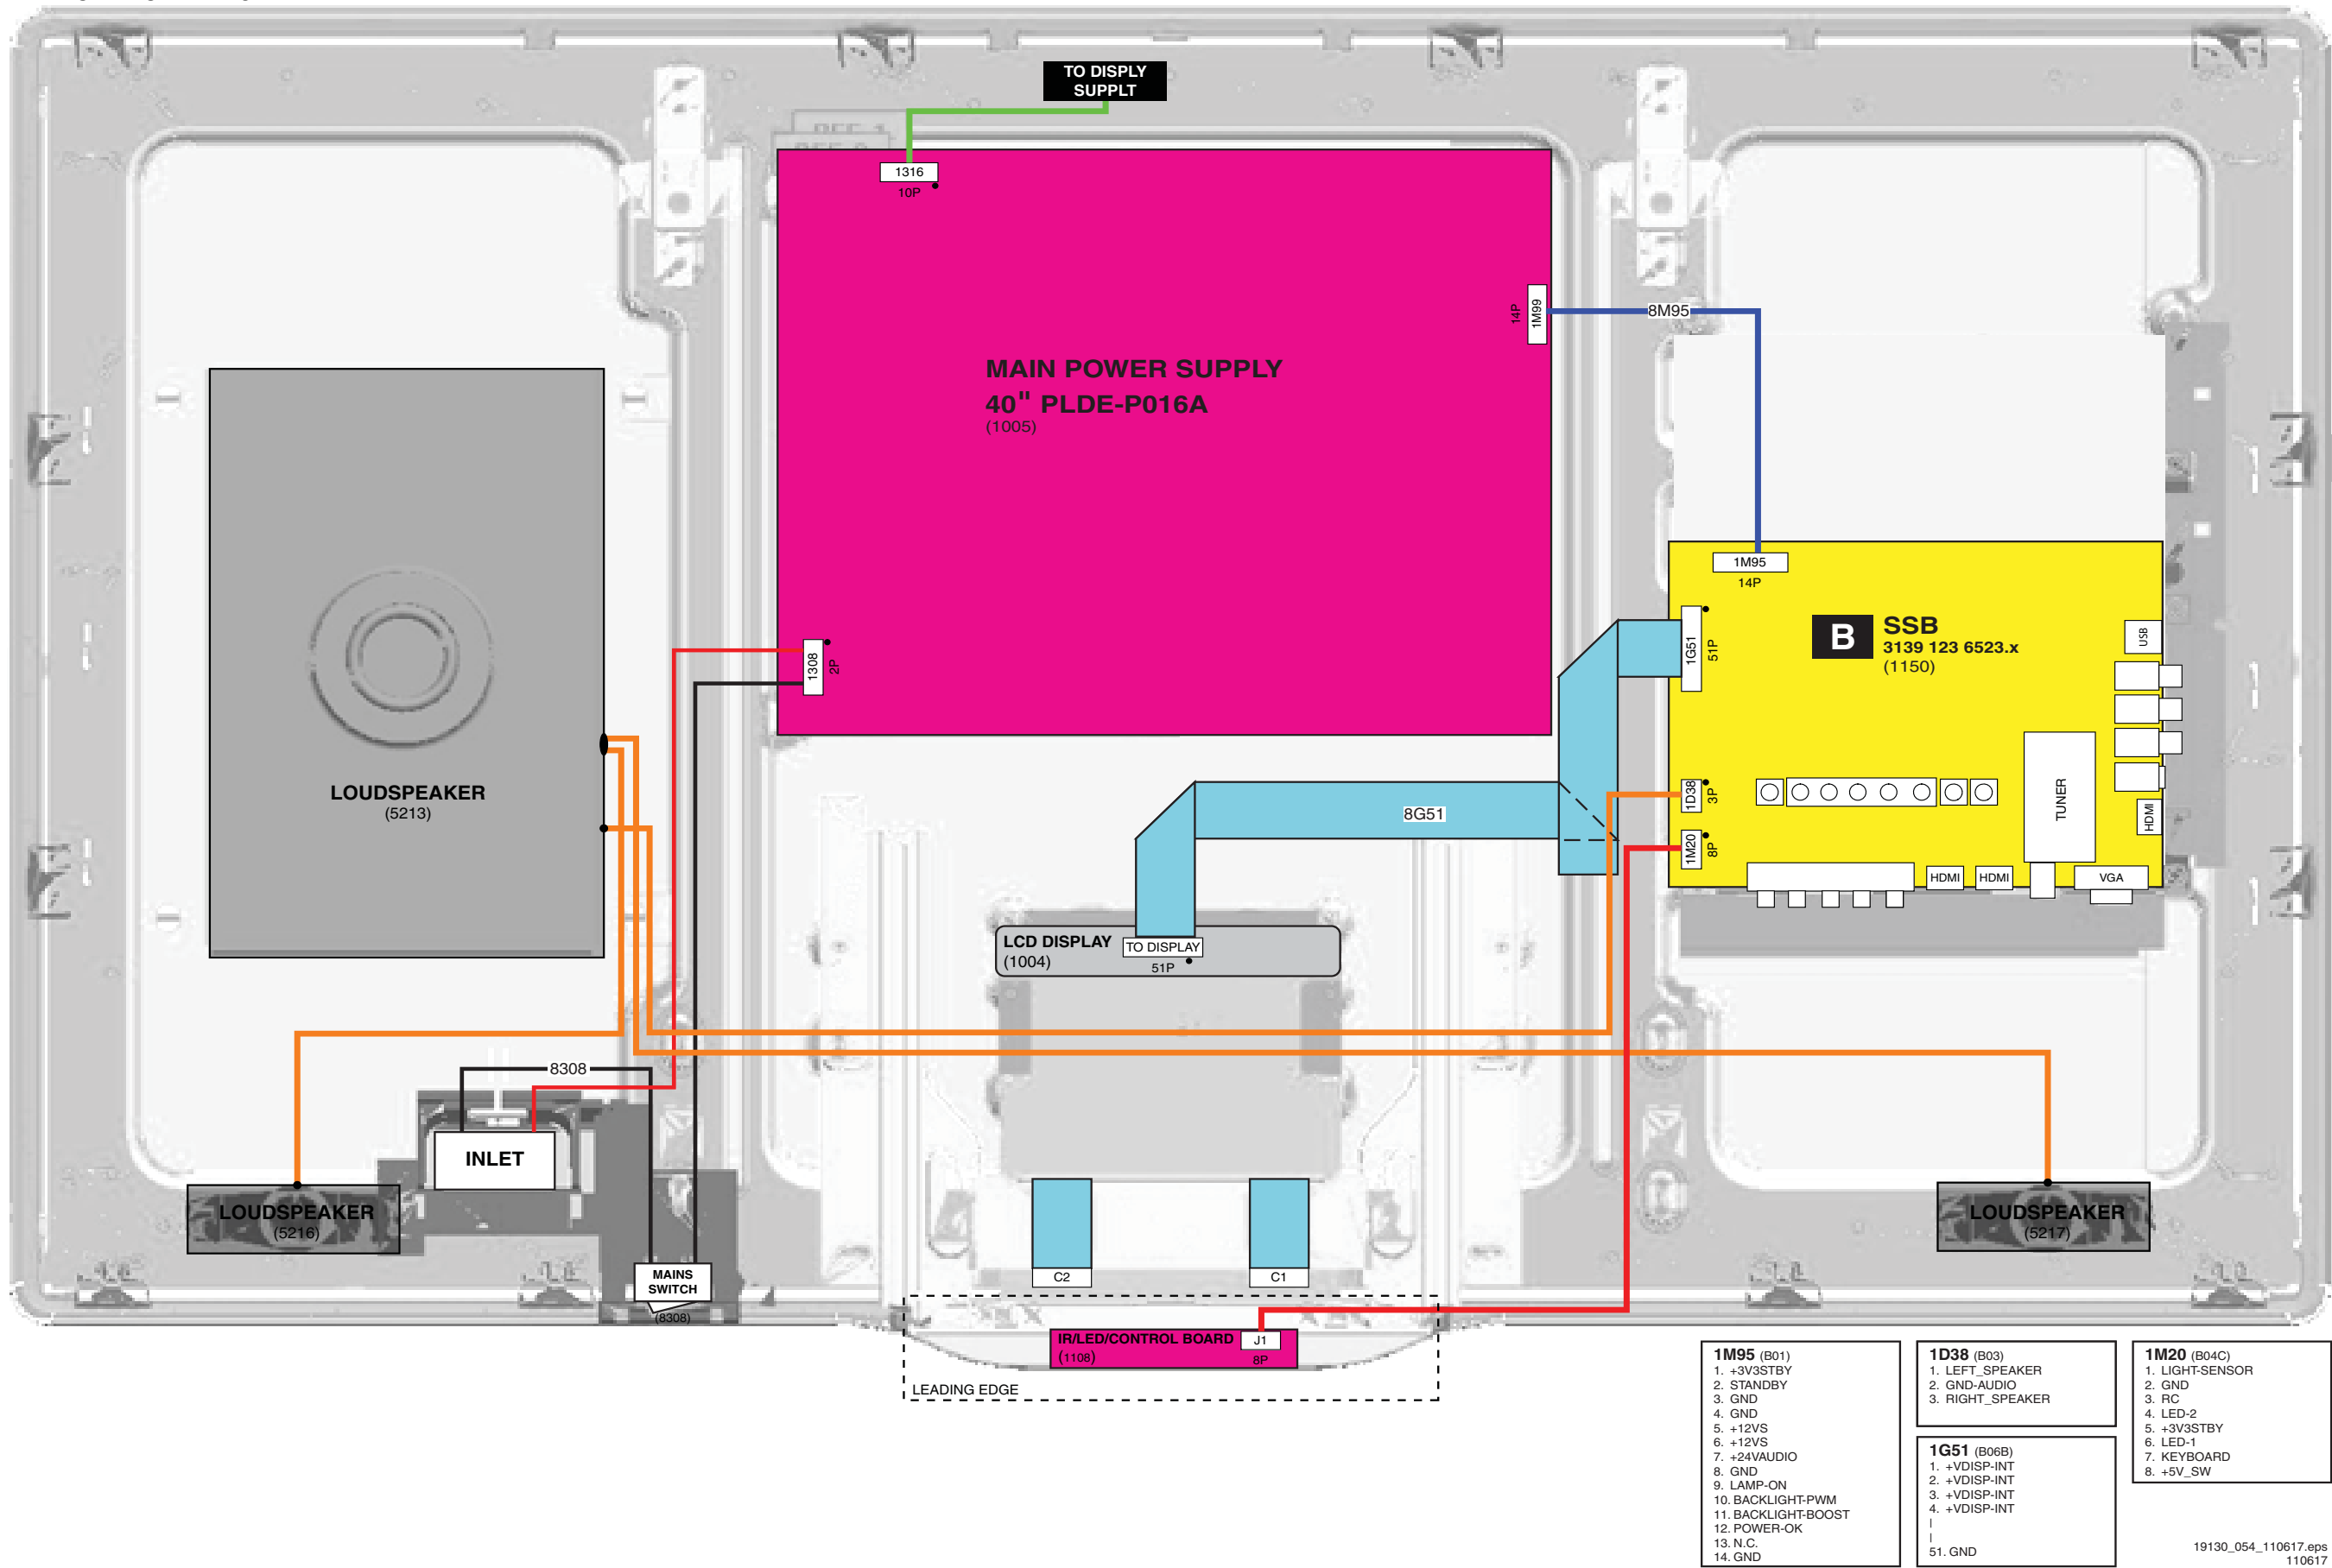 TO DISPLY
SUPPLT
1316
10P
1M99
14P
8M95
MAIN POWER SUPPLY
40" PLDE-P016A
(1005)
1308
2P
1M95
14P
1G51
51P
B
SSB
3139 123 6523.x
(1150)
USB
1D38
3P
1M20
8P
TUNER
HDMI
HDMI
HDMI
VGA
LOUDSPEAKER
(5213)
8G51
LCD DISPLAY
(1004)
TO DISPLAY
51P
8308
INLET
LOUDSPEAKER
(5216)
LOUDSPEAKER
(5217)
MAINS
SWITCH
(8308)
C2
C1
IR/LED/CONTROL BOARD
(1108)
J1
8P
LEADING EDGE
1M95 (B01)
1. +3V3STBY
2. STANDBY
3. GND
4. GND
5. +12VS
6. +12VS
7. +24VAUDIO
8. GND
9. LAMP-ON
10. BACKLIGHT-PWM
11. BACKLIGHT-BOOST
12. POWER-OK
13. N.C.
14. GND
1D38 (B03)
1. LEFT_SPEAKER
2. GND-AUDIO
3. RIGHT_SPEAKER
1G51 (B06B)
1. +VDISP-INT
2. +VDISP-INT
3. +VDISP-INT
4. +VDISP-INT
|
|
51. GND
1M20 (B04C)
1. LIGHT-SENSOR
2. GND
3. RC
4. LED-2
5. +3V3STBY
6. LED-1
7. KEYBOARD
8. +5V_SW
19130_054_110617.eps
110617